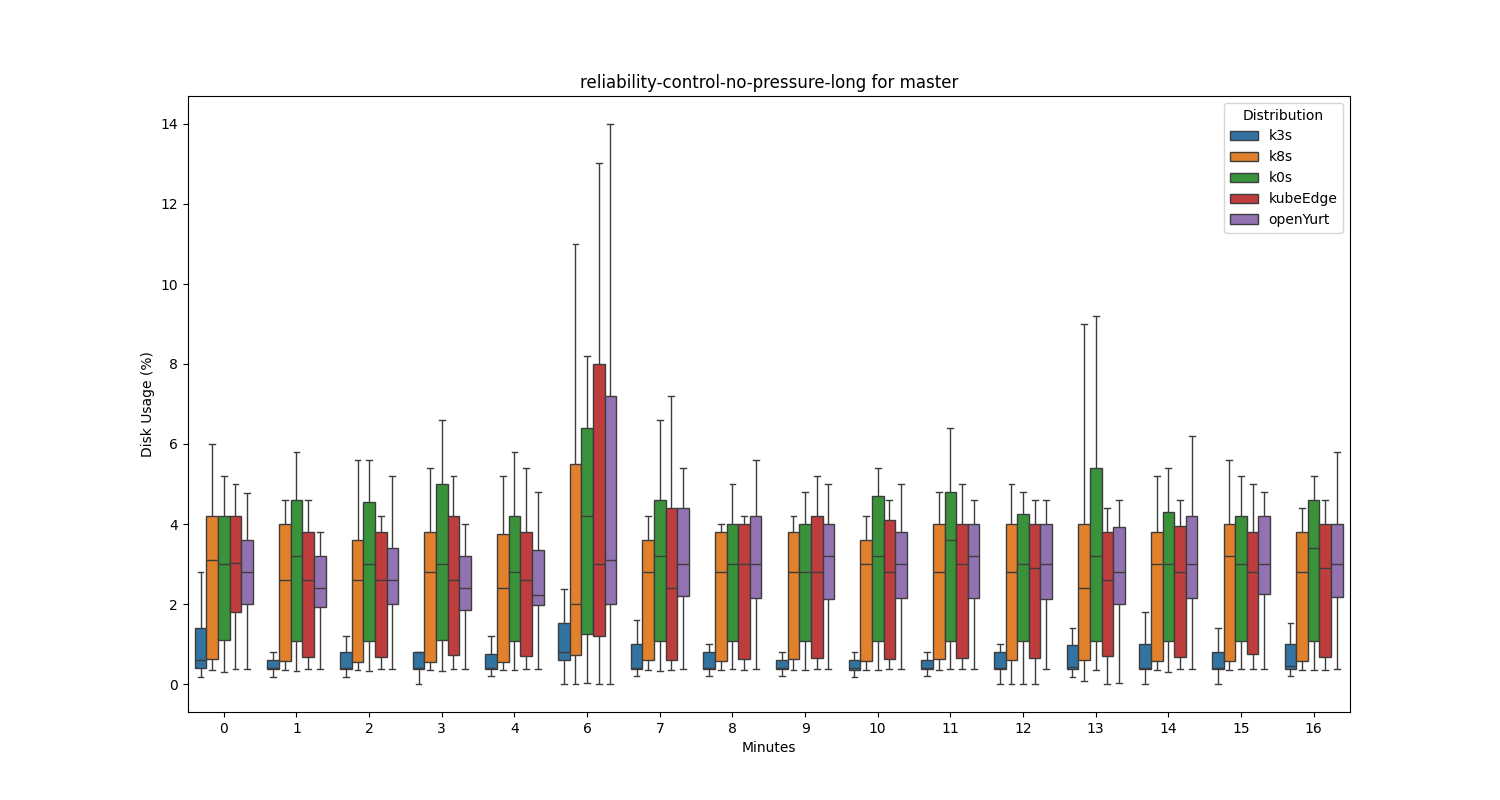 reliability-control-no-pressure-long for master
Distribution
k3s
k8s
k0s
kubeEdge
openYurt
Disk Usage (%)
14
12
10
8
6
4
2
0
0 1 2 3 4 6 7 8 9 10 11 12 13 14 15 16
Minutes